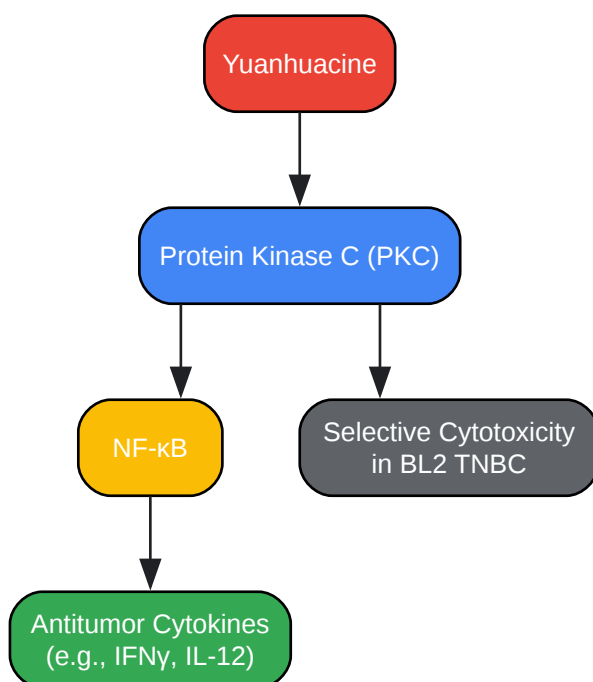 Yuanhuacine
Protein Kinase C (PKC)
NF-κB
Selective Cytotoxicity
in BL2 TNBC
Antitumor Cytokines
(e.g., IFNγ, IL-12)